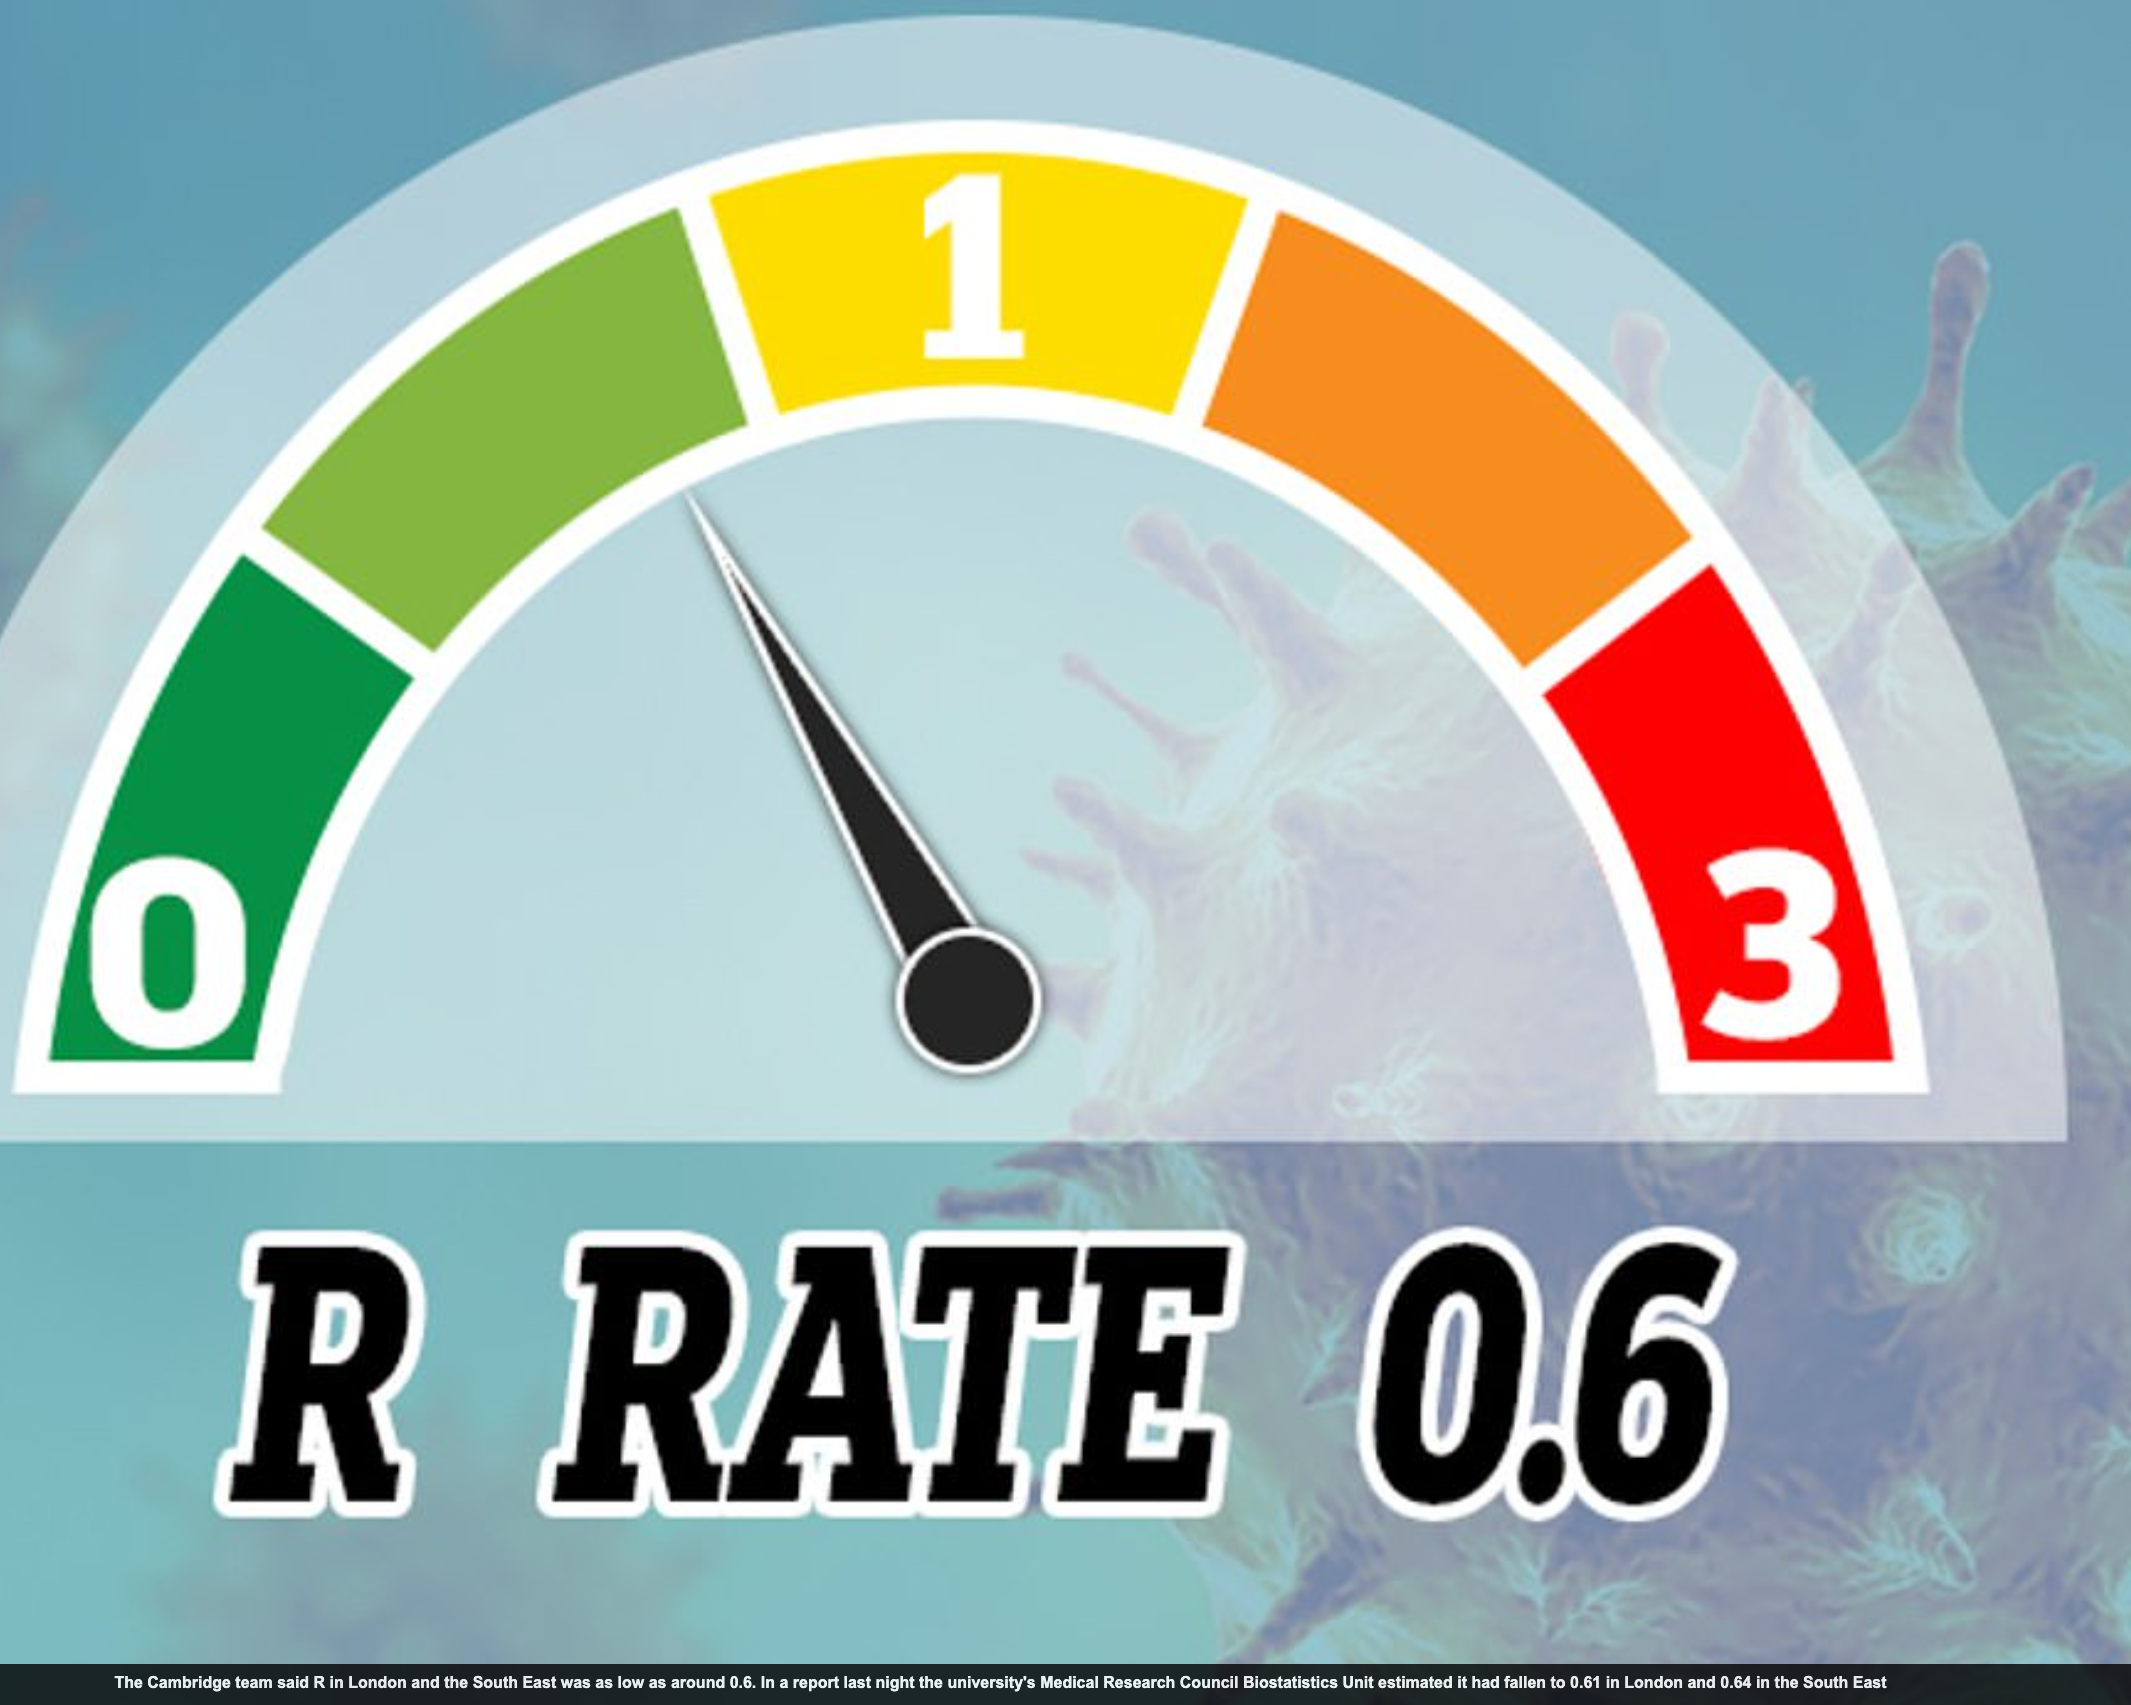 1
0
3
R RATE 0.6
The Cambridge team said R in London and the South East was as low as around 0.6. In a report last night the university's Medical Research Council Biostatistics Unit estimated it had fallen to 0.61 in London and 0.64 in the South East